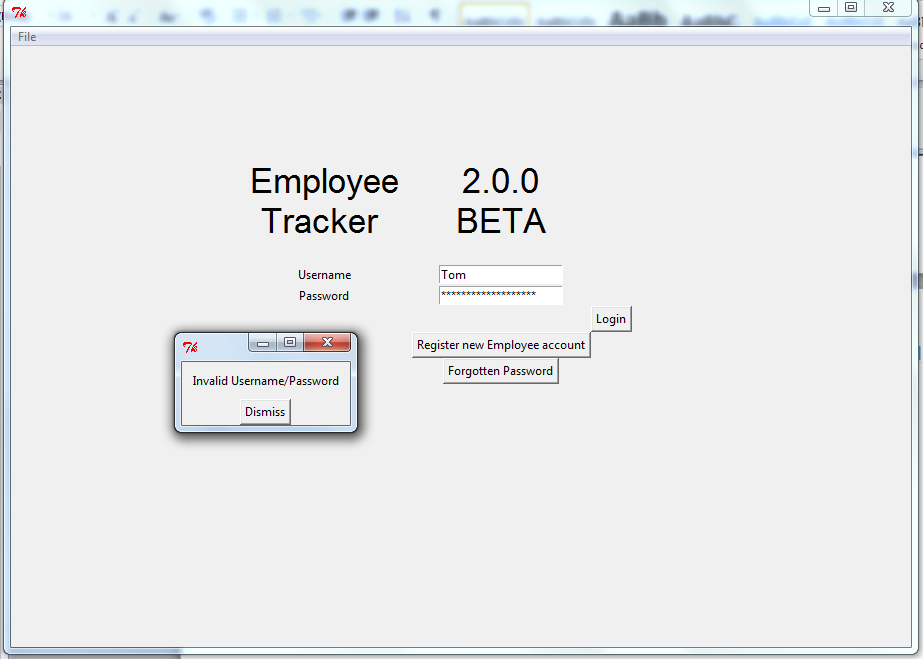 File
Employee Tracker 2.0.0 BETA
Username Tom
Password *******************
Login
Register new Employee account
Forgotten Password
Invalid Username/Password
Dismiss